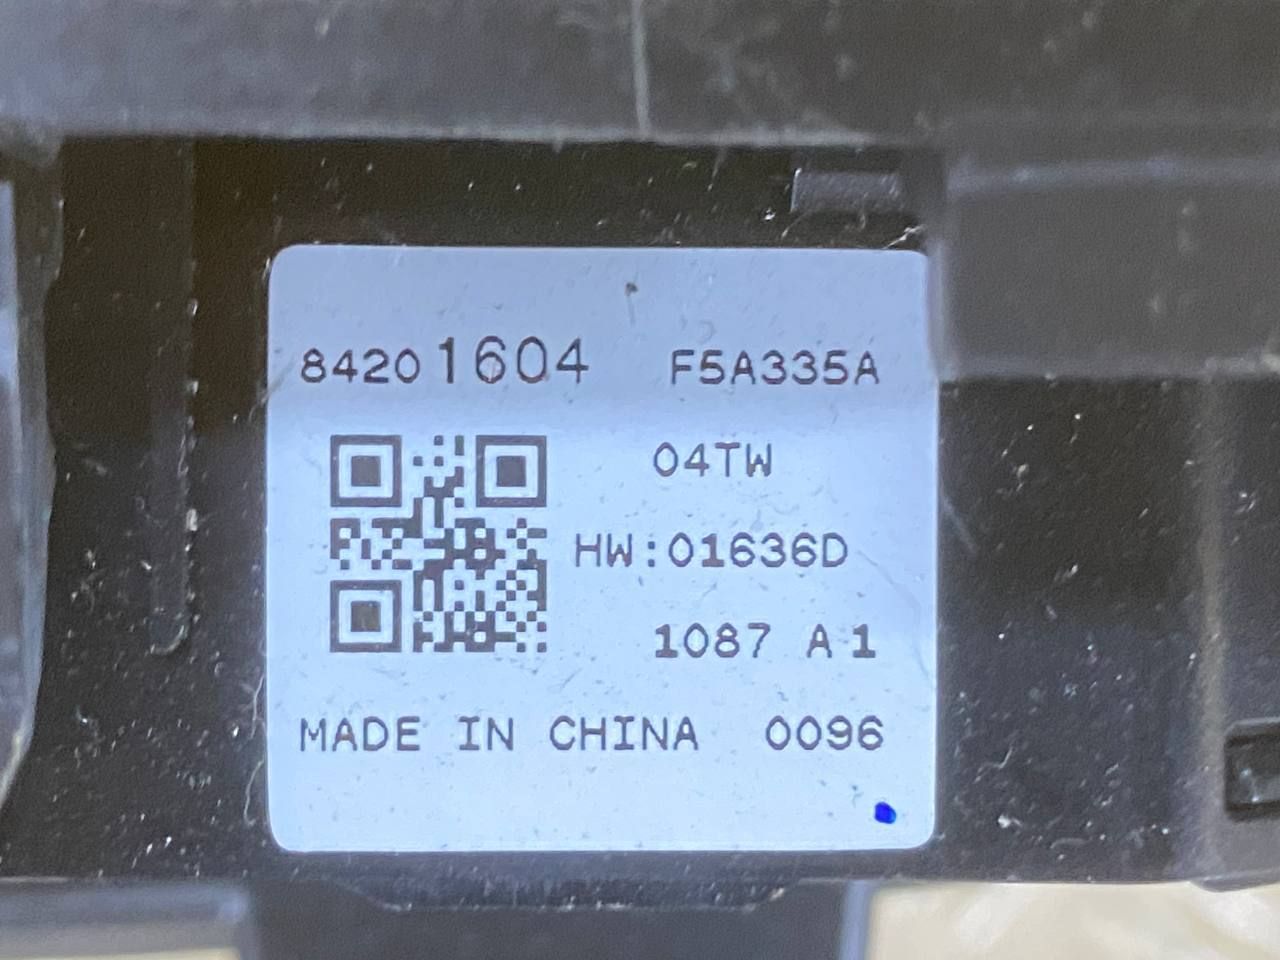 84201604 F5A335A
04TW
HW:01636D
1087 A1
MADE IN CHINA 0096